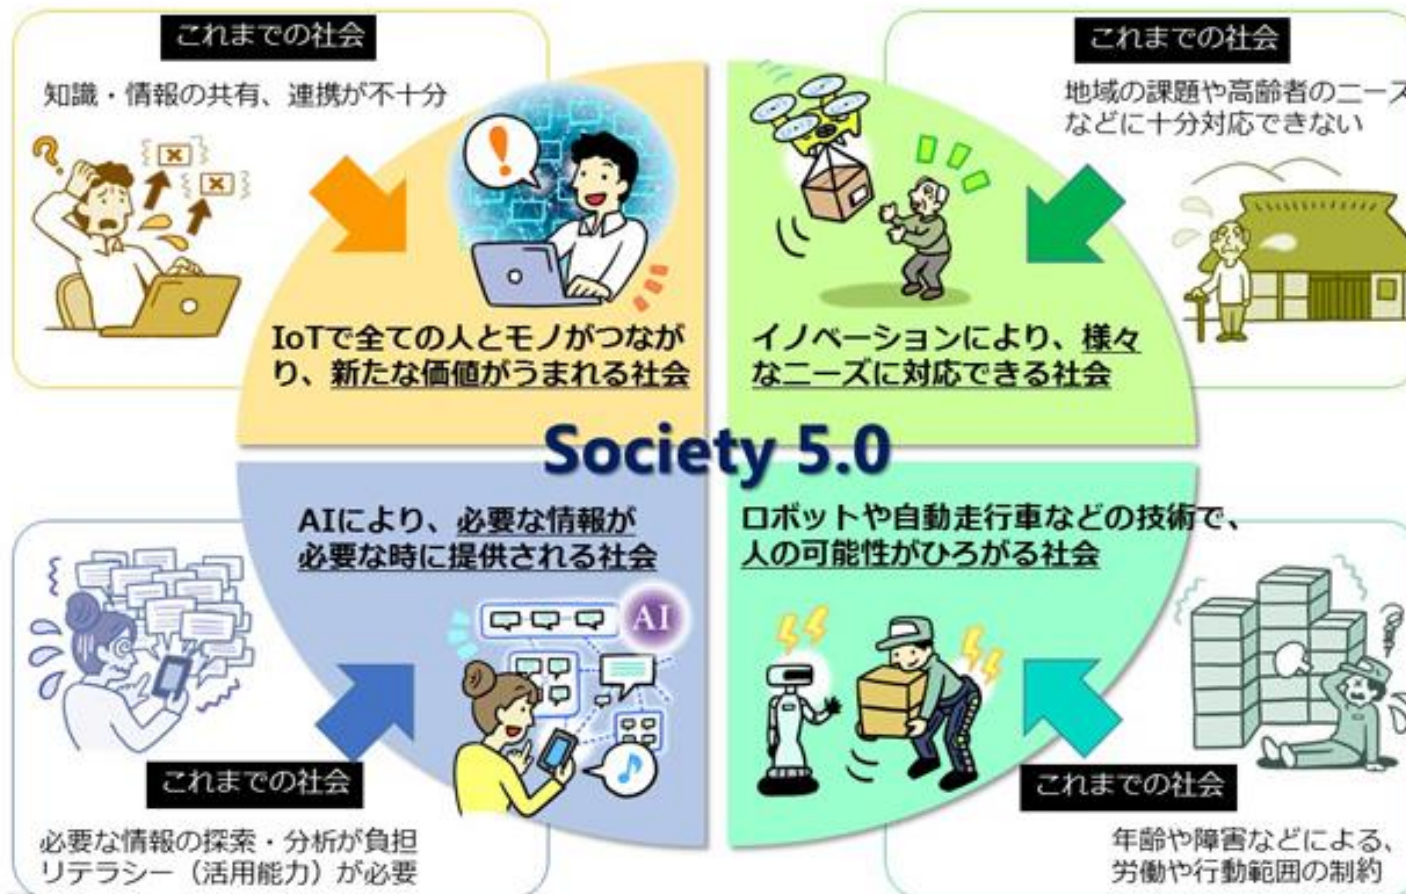 これまでの社会
知識・情報の共有、連携が不十分
IoTで全ての人とモノがつなが
り、新たな価値がうまれる社会
これまでの社会
地域の課題や高齢者のニーズ
などに十分対応できない
イノベーションにより、様々
なニーズに対応できる社会
Society 5.0
AIにより、必要な情報が
必要な時に提供される社会
AI
これまでの社会
必要な情報の探索・分析が負担
リテラシー（活用能力）が必要
ロボットや自動走行車などの技術で、
人の可能性がひろがる社会
これまでの社会
年齢や障害などによる、
労働や行動範囲の制約